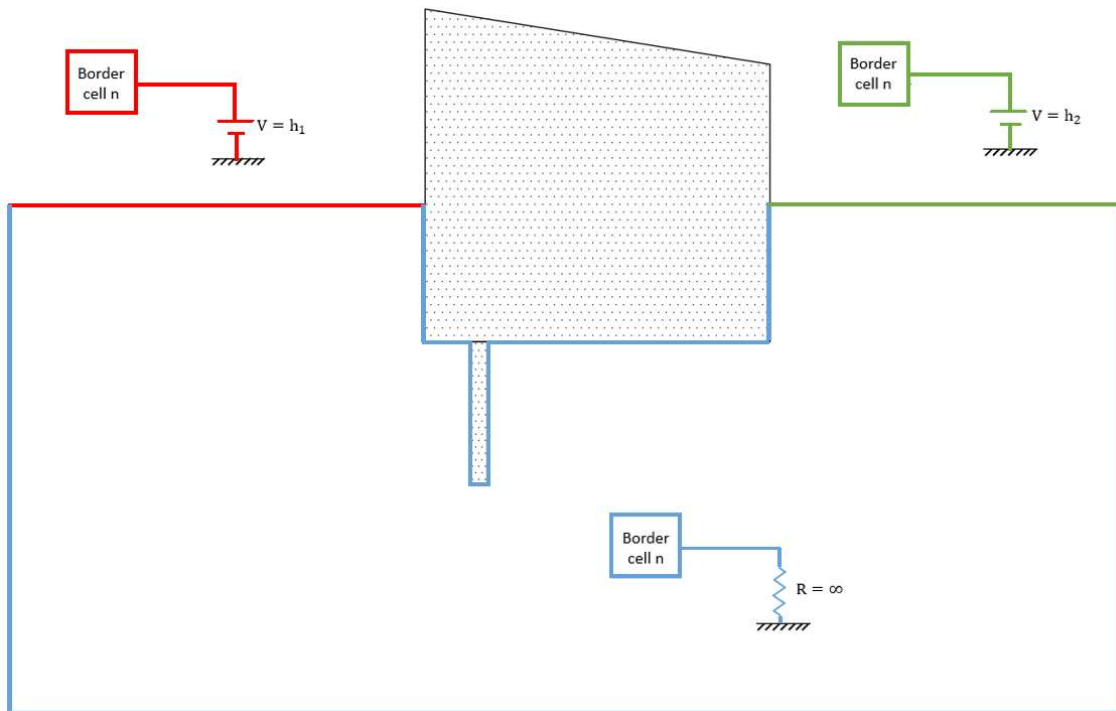 Border
cell n
V = h₁
Border
cell n
V = h₂
Border
cell n
R = ∞